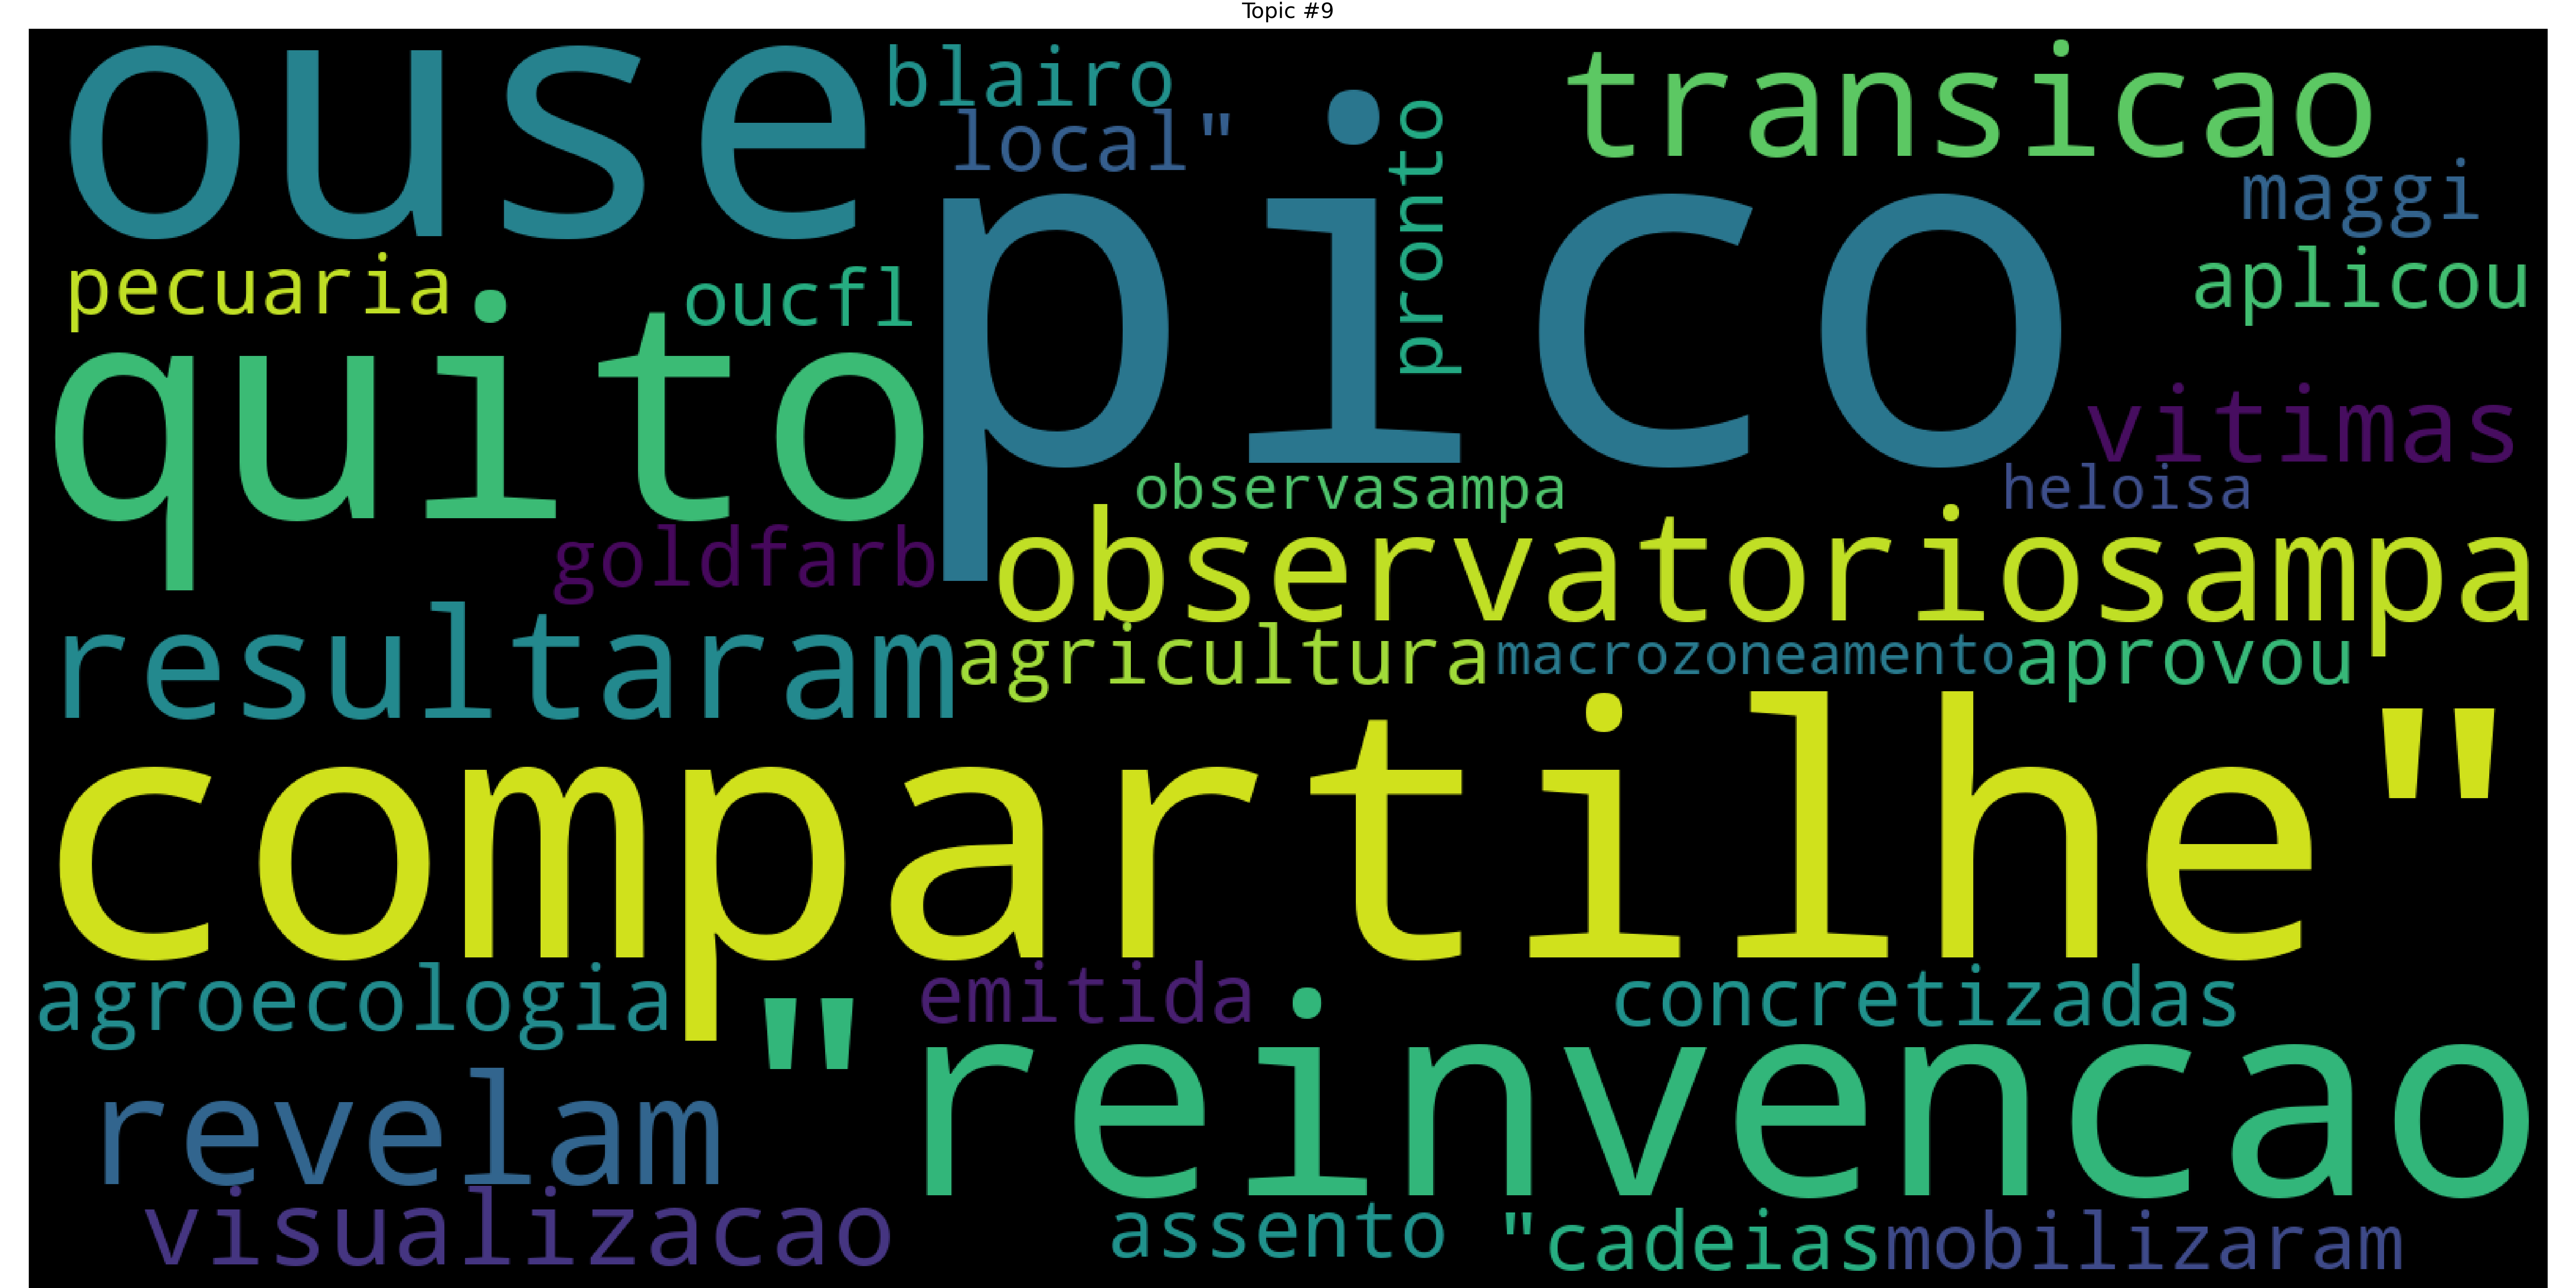 Topic #9
ouse
blairo
transicao
local"
pico
pronto
maggi
pecuaria
oucfl
aplicou
quito
vitimas
observasampa
heloisa
goldfarb
observatoriosampa
resultaram
agricultura
macrozoneamento
aprovou
compartilhe"
agroecologia
emitida
concretizadas
"reinvencao
revelam
visualizacao
assento
"cadeias
mobilizaram